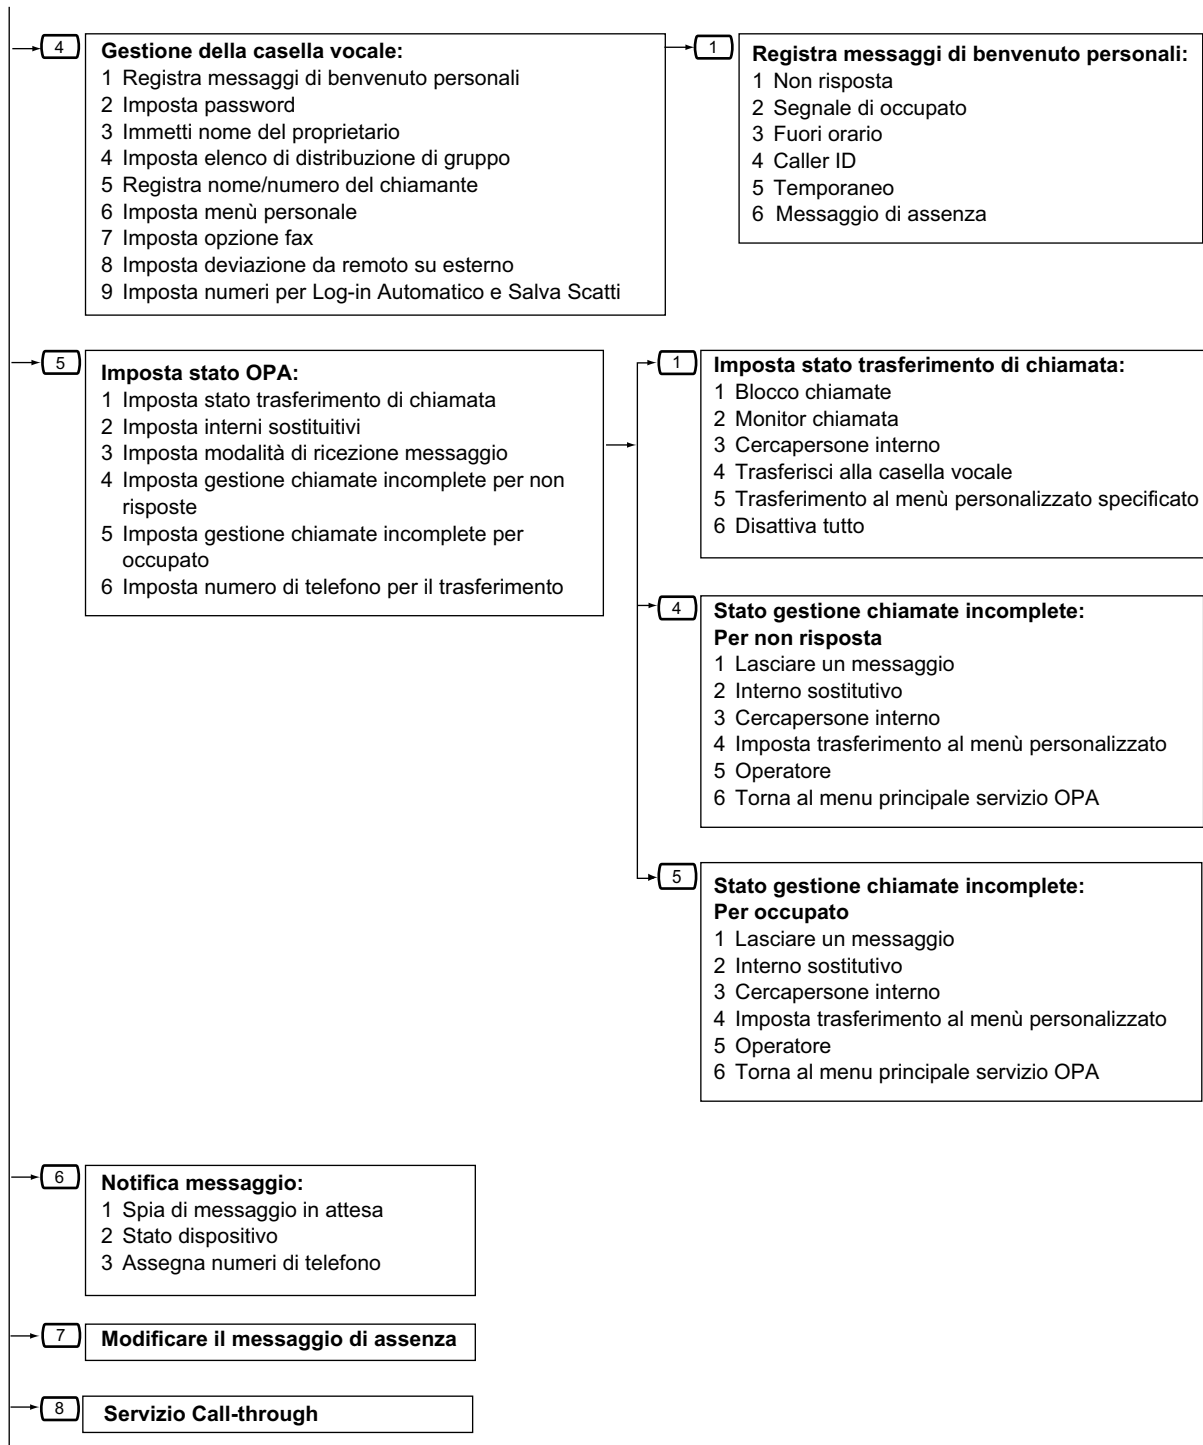 4
Gestione della casella vocale:
1 Registra messaggi di benvenuto personali
2 Imposta password
3 Immetti nome del proprietario
4 Imposta elenco di distribuzione di gruppo
5 Registra nome/numero del chiamante
6 Imposta menù personale
7 Imposta opzione fax
8 Imposta deviazione da remoto su esterno
9 Imposta numeri per Log-in Automatico e Salva Scatti
1
Registra messaggi di benvenuto personali:
1 Non risposta
2 Segnale di occupato
3 Fuori orario
4 Caller ID
5 Temporaneo
6 Messaggio di assenza
5
Imposta stato OPA:
1 Imposta stato trasferimento di chiamata
2 Imposta interni sostituitivi
3 Imposta modalità di ricezione messaggio
4 Imposta gestione chiamate incomplete per non
risposte
5 Imposta gestione chiamate incomplete per
occupato
6 Imposta numero di telefono per il trasferimento
1
Imposta stato trasferimento di chiamata:
1 Blocco chiamate
2 Monitor chiamata
3 Cercapersone interno
4 Trasferisci alla casella vocale
5 Trasferimento al menù personalizzato specificato
6 Disattiva tutto
4
Stato gestione chiamate incomplete:
Per non risposta
1 Lasciare un messaggio
2 Interno sostitutivo
3 Cercapersone interno
4 Imposta trasferimento al menù personalizzato
5 Operatore
6 Torna al menu principale servizio OPA
5
Stato gestione chiamate incomplete:
Per occupato
1 Lasciare un messaggio
2 Interno sostitutivo
3 Cercapersone interno
4 Imposta trasferimento al menù personalizzato
5 Operatore
6 Torna al menu principale servizio OPA
6
Notifica messaggio:
1 Spia di messaggio in attesa
2 Stato dispositivo
3 Assegna numeri di telefono
7
Modificare il messaggio di assenza
8
Servizio Call-through